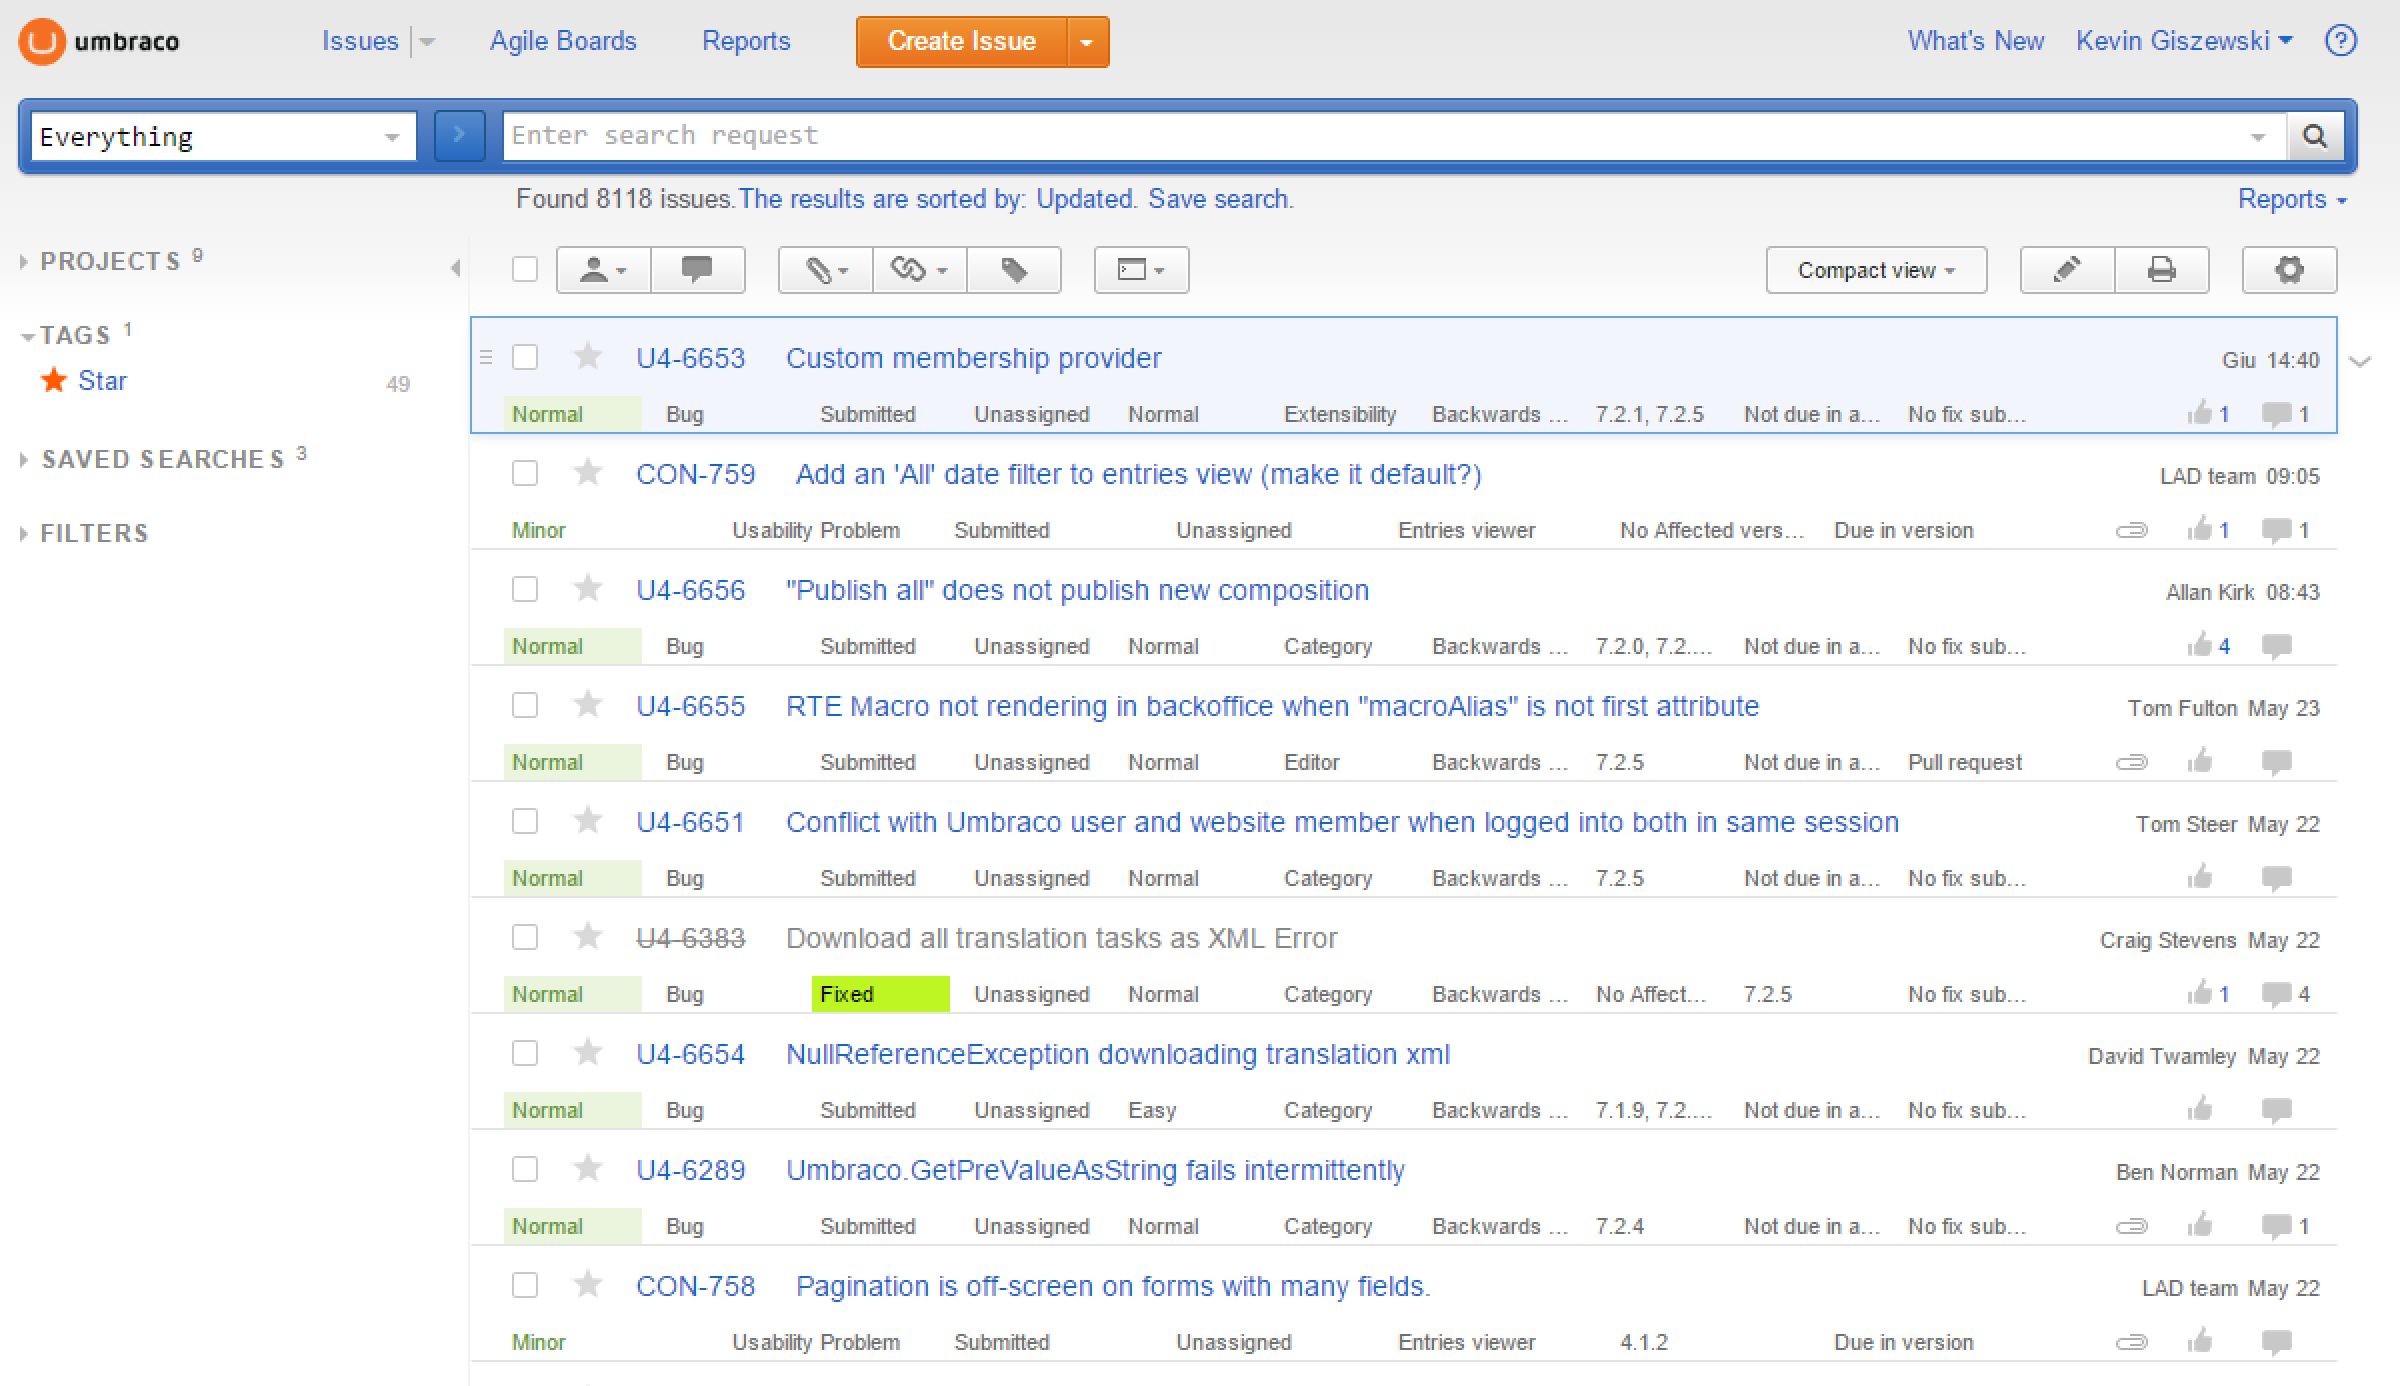 umbraco Issues Agile Boards Reports Create Issue What's New Kevin Giszewski ?
Everything Enter search request
Found 8118 issues. The results are sorted by: Updated. Save search. Reports
PROJECTS 9
Compact view
TAGS 1
Star 49
SAVED SEARCHES 3
FILTERS
U4-6653 Custom membership provider Giu 14:40
Normal Bug Submitted Unassigned Normal Extensibility Backwards ... 7.2.1, 7.2.5 Not due in a... No fix sub... 1 1
CON-759 Add an 'All' date filter to entries view (make it default?) LAD team 09:05
Minor Usability Problem Submitted Unassigned Entries viewer No Affected vers... Due in version 1 1
U4-6656 "Publish all" does not publish new composition Allan Kirk 08:43
Normal Bug Submitted Unassigned Normal Category Backwards ... 7.2.0, 7.2.... Not due in a... No fix sub... 4
U4-6655 RTE Macro not rendering in backoffice when "macroAlias" is not first attribute Tom Fulton May 23
Normal Bug Submitted Unassigned Normal Editor Backwards ... 7.2.5 Not due in a... Pull request
U4-6651 Conflict with Umbraco user and website member when logged into both in same session Tom Steer May 22
Normal Bug Submitted Unassigned Normal Category Backwards ... 7.2.5 Not due in a... No fix sub...
U4-6383 Download all translation tasks as XML Error Craig Stevens May 22
Normal Bug Fixed Unassigned Normal Category Backwards ... No Affect... 7.2.5 No fix sub... 1 4
U4-6654 NullReferenceException downloading translation xml David Twamley May 22
Normal Bug Submitted Unassigned Easy Category Backwards ... 7.1.9, 7.2.... Not due in a... No fix sub...
U4-6289 Umbraco.GetPreValueAsString fails intermittently Ben Norman May 22
Normal Bug Submitted Unassigned Normal Category Backwards ... 7.2.4 Not due in a... No fix sub... 1
CON-758 Pagination is off-screen on forms with many fields. LAD team May 22
Minor Usability Problem Submitted Unassigned Entries viewer 4.1.2 Due in version